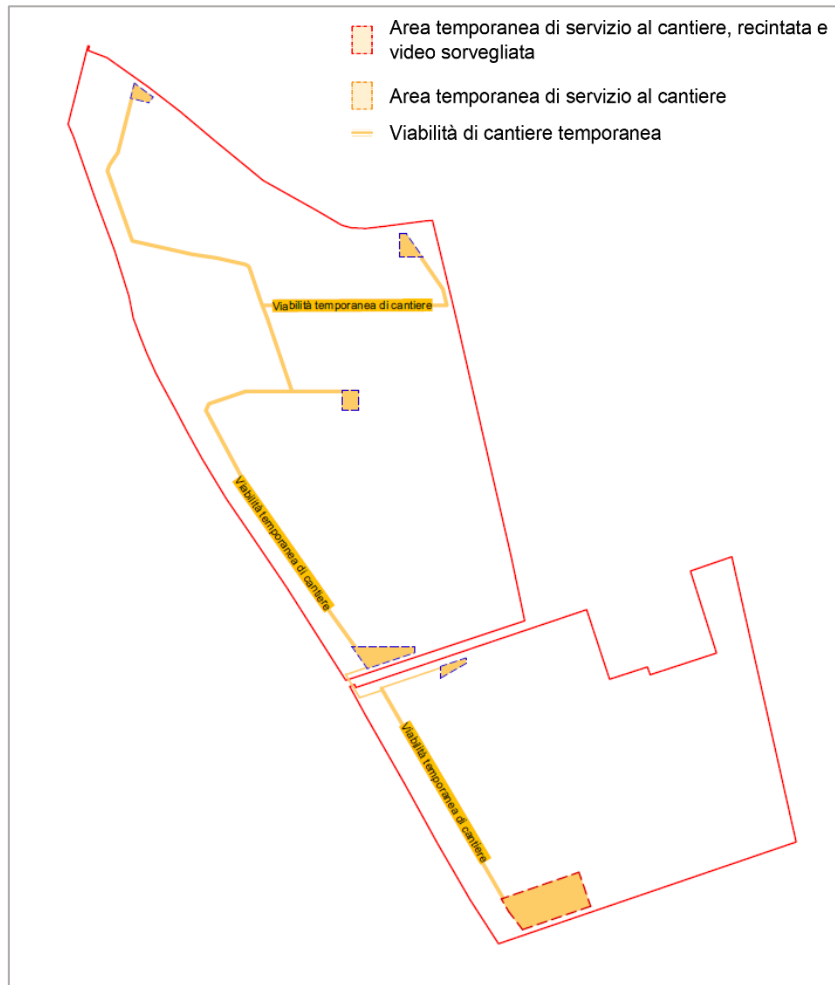 Area temporanea di servizio al cantiere, recintata e
video sorvegliata
Area temporanea di servizio al cantiere
Viabilità di cantiere temporanea
Viabilità temporanea di cantiere
Viabilità temporanea di cantiere
Viabilità temporanea di cantiere